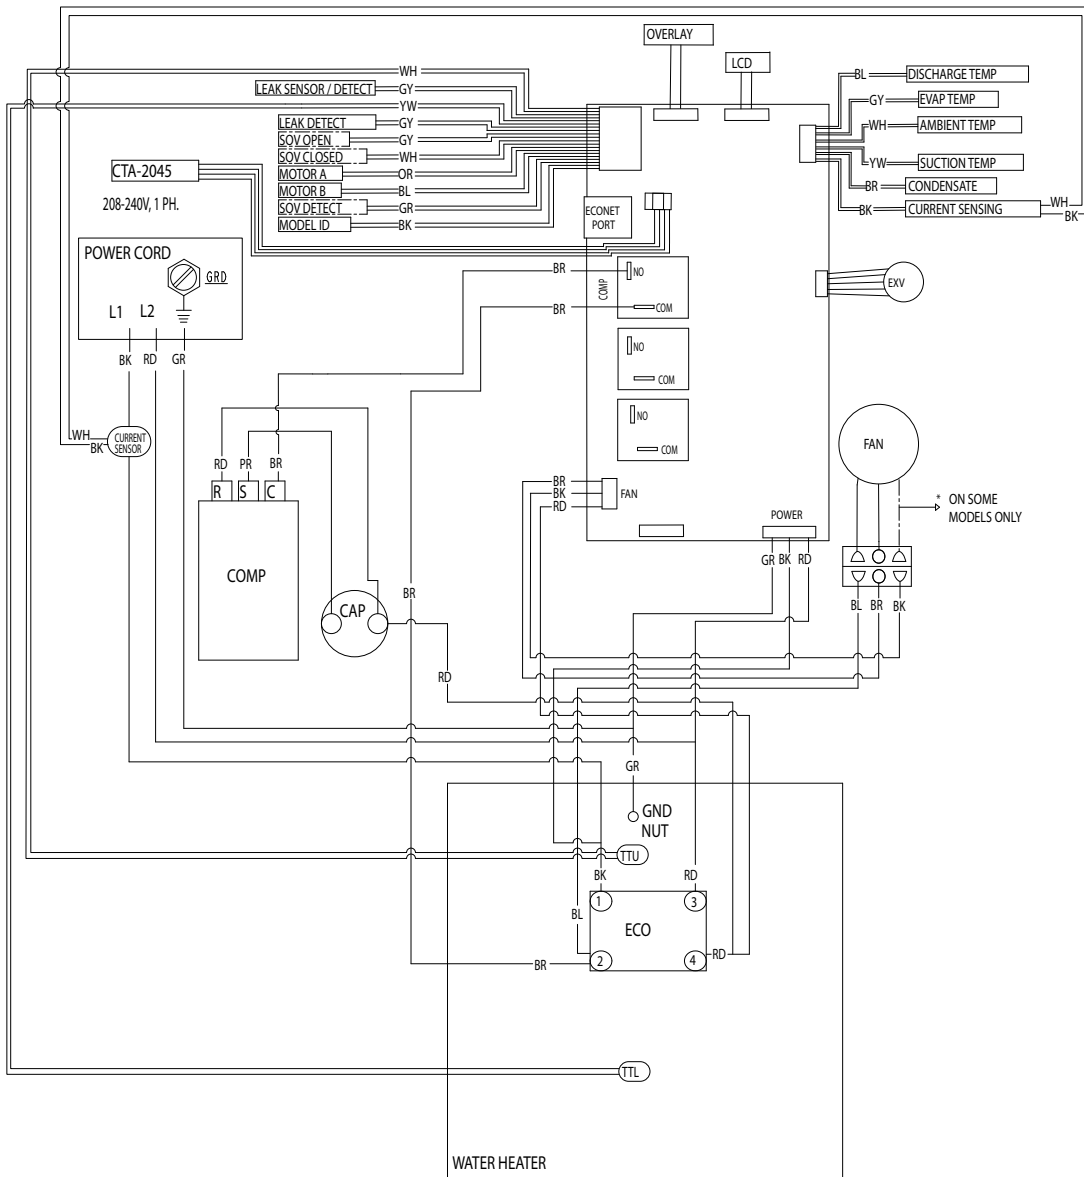 OVERLAY
LCD
WH
LEAK SENSOR / DETECT
GY
YW
LEAK DETECT
GY
SOV OPEN
GY
SOV CLOSED
WH
MOTOR A
OR
MOTOR B
BL
SOV DETECT
GR
MODEL ID
BK
BL
DISCHARGE TEMP
GY
EVAP TEMP
WH
AMBIENT TEMP
YW
SUCTION TEMP
BR
CONDENSATE
BK
CURRENT SENSING
WH
BK
CTA-2045
208-240V, 1 PH.
ECONET
PORT
POWER CORD
GRD
L1
L2
BK
RD
GR
BR
NO
COMP
BR
COM
NO
COM
NO
COM
EXV
WH
BK
CURRENT
SENSOR
RD
PR
BR
R
S
C
COMP
CAP
BR
BK
RD
FAN
POWER
GR
BK
RD
FAN
* ON SOME
MODELS ONLY
BL
BR
BK
BR
RD
GR
GND
NUT
TTU
BK
RD
1
3
BL
ECO
2
4
RD
BR
TTL
WATER HEATER